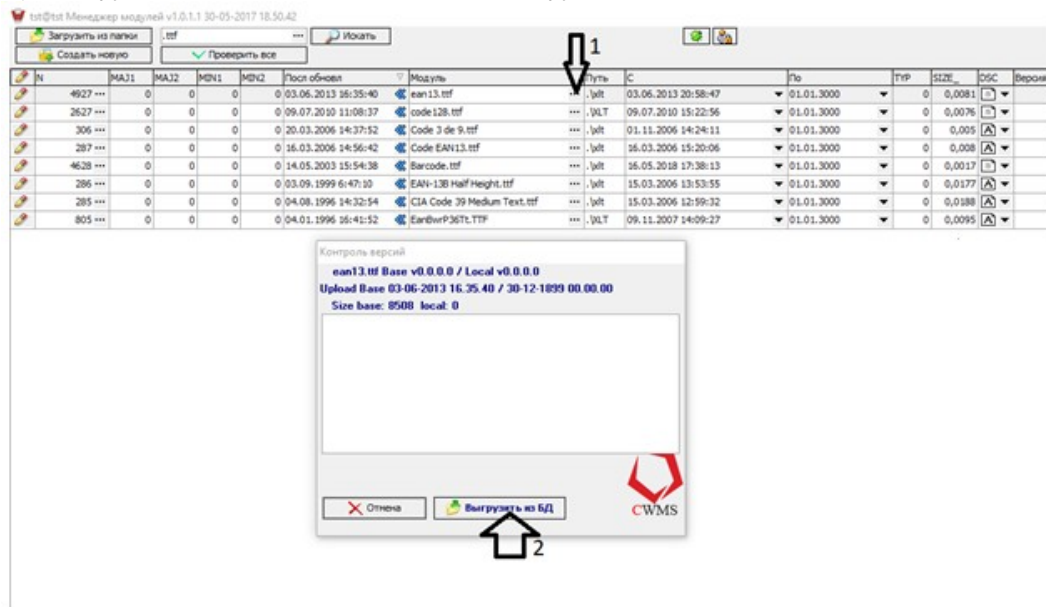 tst@tst Менеджер модулей v1.0.1.1 30-05-2017 18.50.42
Загрузить из папки .ttf ... Искать
Создать новую Проверить все
1
N MAJ1 MAJ2 MIN1 MIN2 Посл обновл Модуль Путь С По TYP SIZE_ DSC Версия
4927 ... 0 0 0 0 03.06.2013 16:35:40 ean13.ttf ... .\xlt 03.06.2013 20:58:47 01.01.3000 0 0,0081
2627 ... 0 0 0 0 09.07.2010 11:08:37 code128.ttf ... .\XLT 09.07.2010 15:22:56 01.01.3000 0 0,0076
306 ... 0 0 0 0 20.03.2006 14:37:52 Code 3 de 9.ttf ... .\xlt 01.11.2006 14:24:11 01.01.3000 0 0,005 A
287 ... 0 0 0 0 16.03.2006 14:56:42 Code EAN13.ttf ... .\xlt 16.03.2006 15:20:06 01.01.3000 0 0,008 A
4628 ... 0 0 0 0 14.05.2003 15:54:38 Barcode.ttf ... .\xlt 16.05.2018 17:38:13 01.01.3000 0 0,0017
286 ... 0 0 0 0 03.09.1999 6:47:10 EAN-13B Half Height.ttf ... .\xlt 15.03.2006 13:53:55 01.01.3000 0 0,0177 A
285 ... 0 0 0 0 04.08.1996 14:32:54 CIA Code 39 Medium Text.ttf ... .\xlt 15.03.2006 12:59:32 01.01.3000 0 0,0188 A
805 ... 0 0 0 0 04.01.1996 16:41:52 EanBwrP36Tt.TTF ... .\XLT 09.11.2007 14:09:27 01.01.3000 0 0,0095 A
Контроль версий
ean13.ttf Base v0.0.0.0 / Local v0.0.0.0
Upload Base 03-06-2013 16.35.40 / 30-12-1899 00.00.00
Size base: 8508 local: 0
Отмена Выгрузить из БД CWMS
2